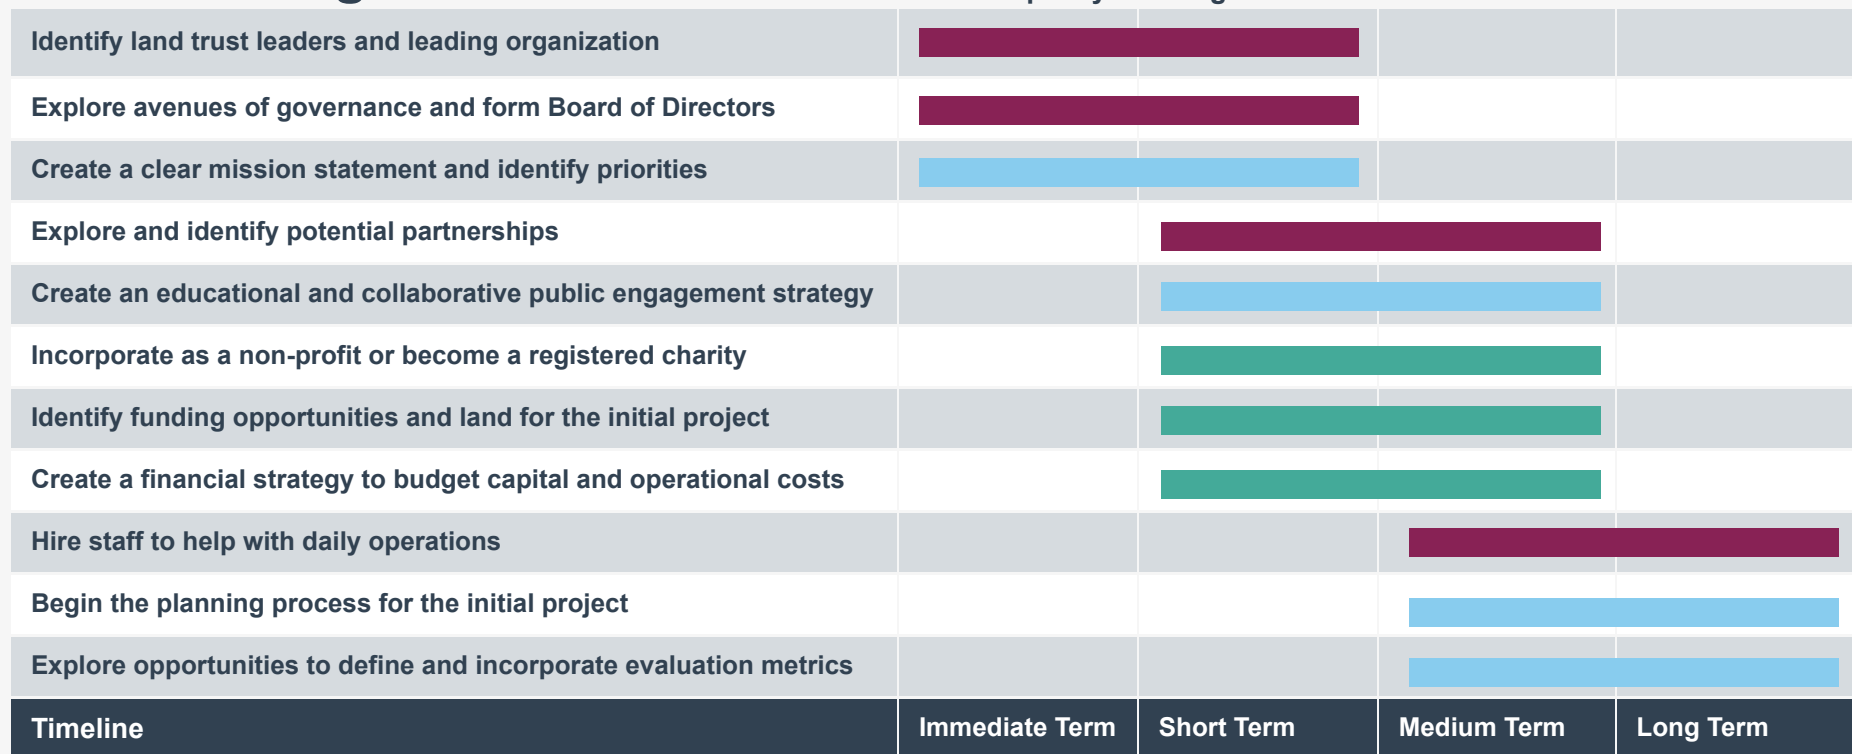 Identify land trust leaders and leading organization
Explore avenues of governance and form Board of Directors
Create a clear mission statement and identify priorities
Explore and identify potential partnerships
Create an educational and collaborative public engagement strategy
Incorporate as a non-profit or become a registered charity
Identify funding opportunities and land for the initial project
Create a financial strategy to budget capital and operational costs
Hire staff to help with daily operations
Begin the planning process for the initial project
Explore opportunities to define and incorporate evaluation metrics
Timeline Immediate Term Short Term Medium Term Long Term